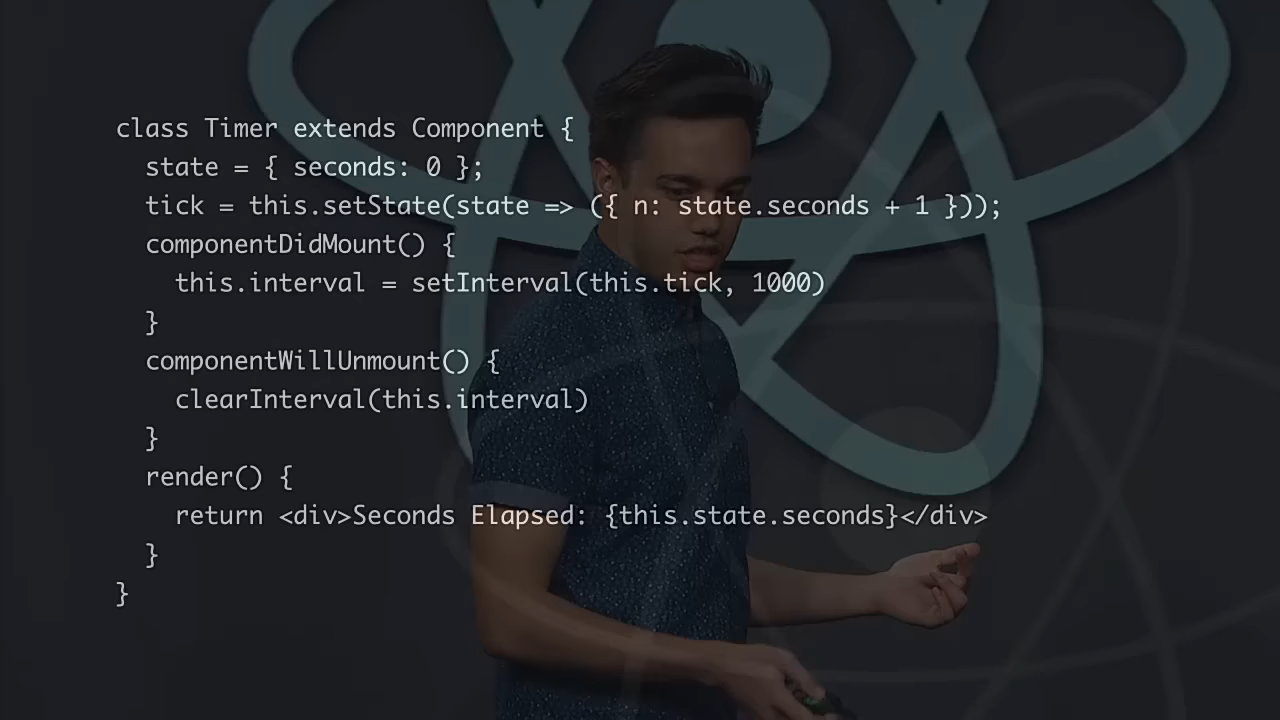 class Timer extends Component {
state = { seconds: 0 };
tick = this.setState(state => ({ n: state.seconds + 1 }));
componentDidMount() {
this.interval = setInterval(this.tick, 1000)
}
componentWillUnmount() {
clearInterval(this.interval)
}
render() {
return <div>Seconds Elapsed: {this.state.seconds}</div>
}
}